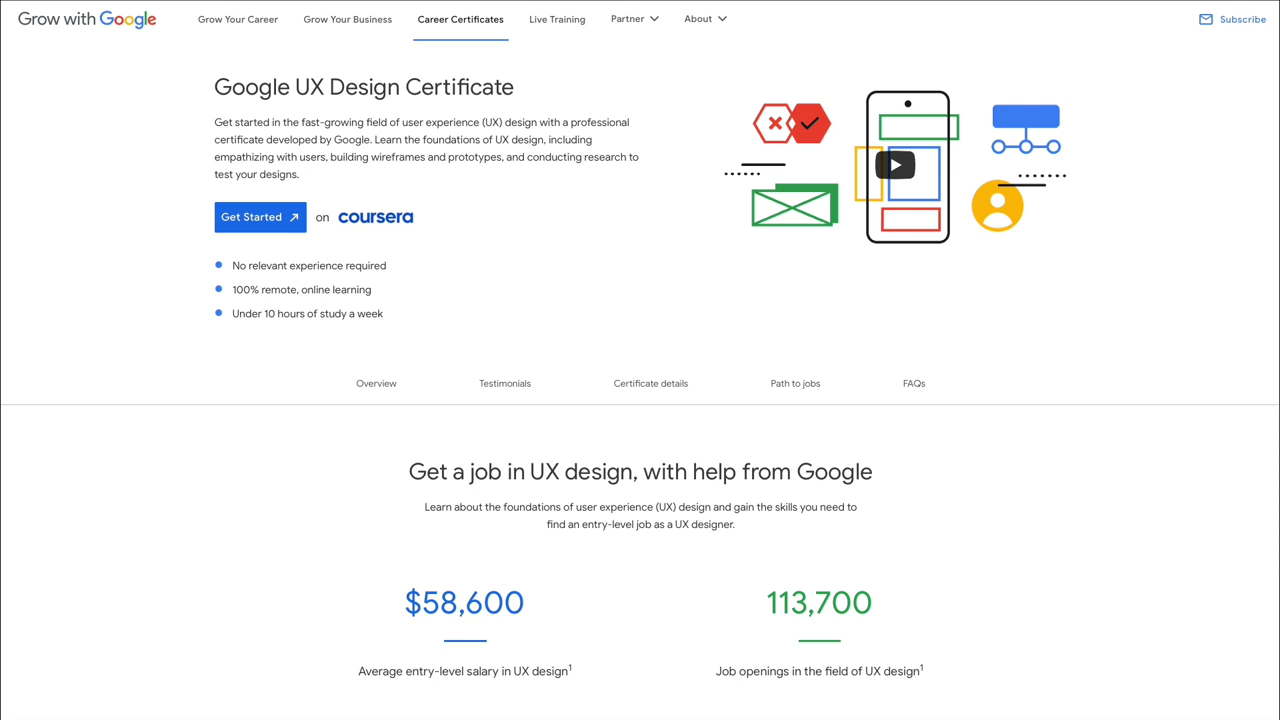 Grow with Google
Grow Your Career
Grow Your Business
Career Certificates
Live Training
Partner
About
Subscribe
Google UX Design Certificate
Get started in the fast-growing field of user experience (UX) design with a professional
certificate developed by Google. Learn the foundations of UX design, including
empathizing with users, building wireframes and prototypes, and conducting research to
test your designs.
Get Started on coursera
No relevant experience required
100% remote, online learning
Under 10 hours of study a week
Overview
Testimonials
Certificate details
Path to jobs
FAQs
Get a job in UX design, with help from Google
Learn about the foundations of user experience (UX) design and gain the skills you need to
find an entry-level job as a UX designer.
$58,600
Average entry-level salary in UX design1
113,700
Job openings in the field of UX design1